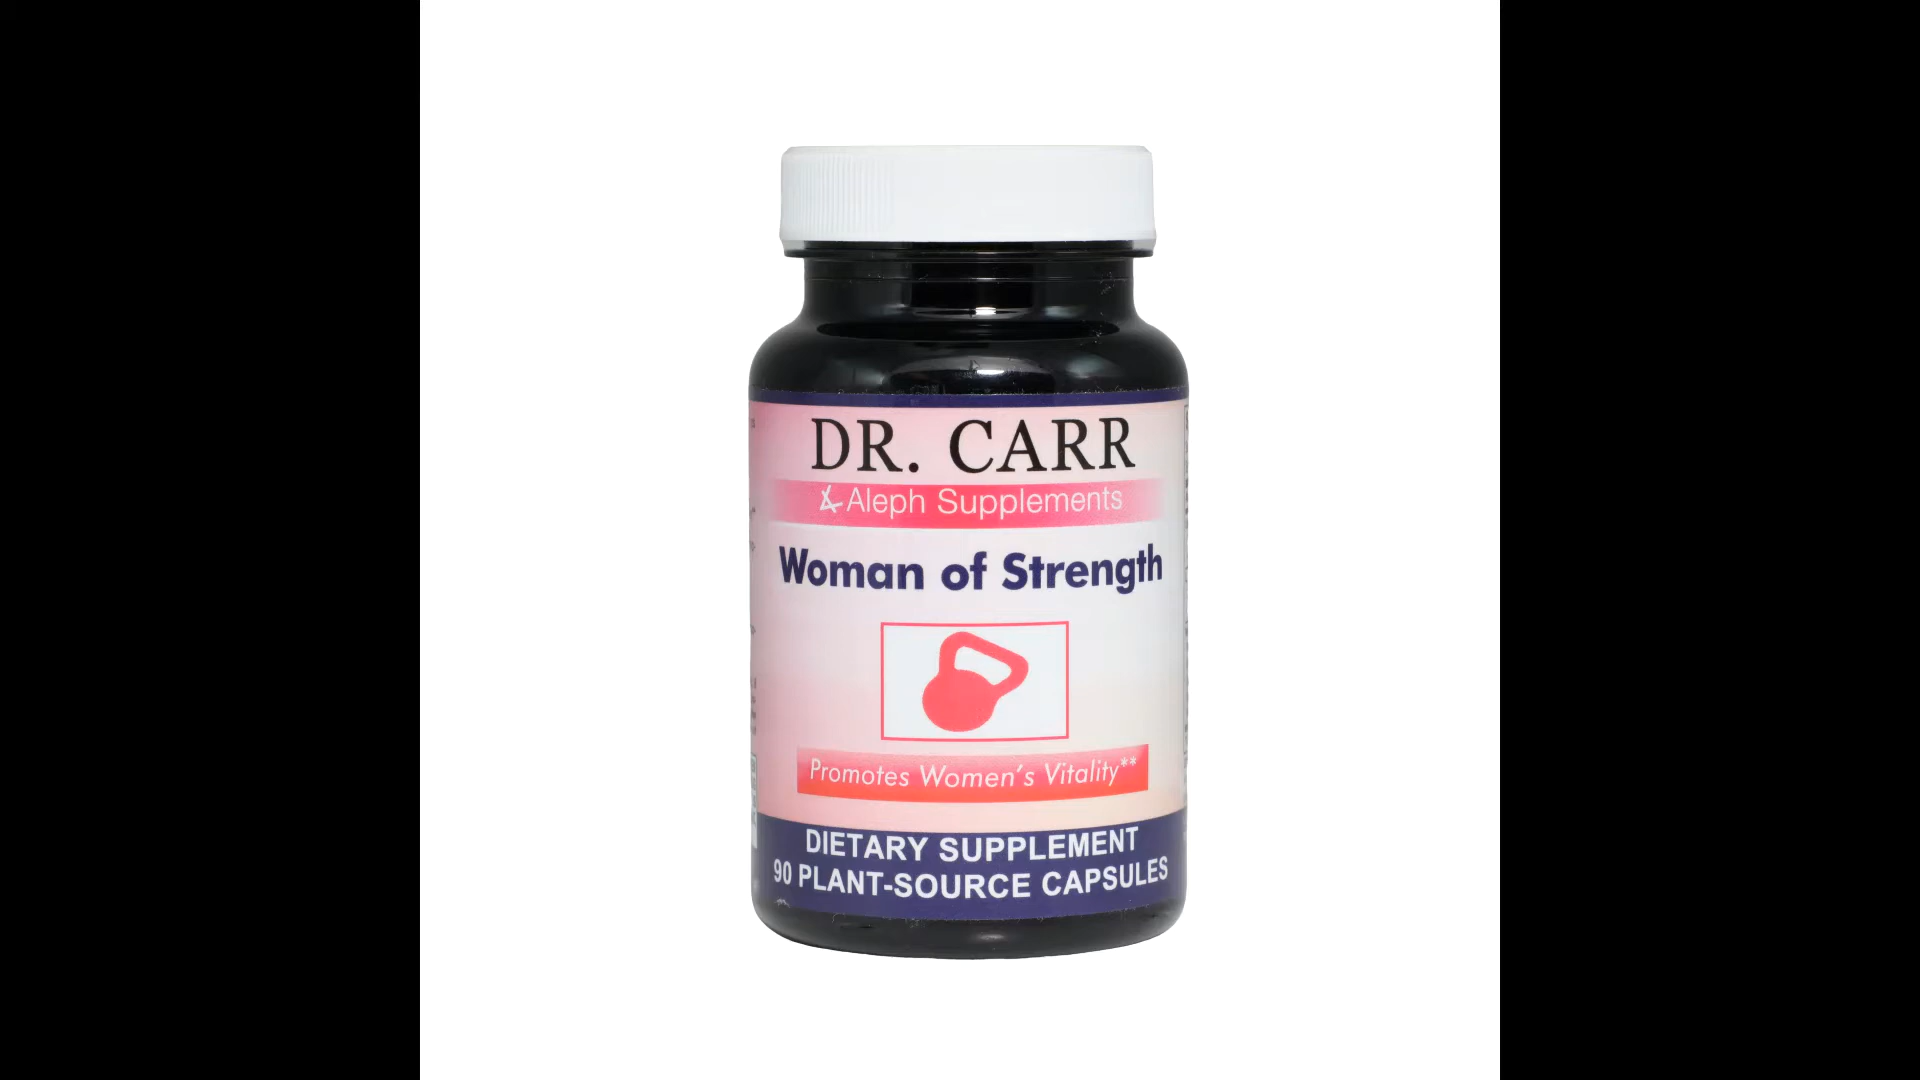 DR. CARR
Aleph Supplements
Woman of Strength
Promotes Women's Vitality**
DIETARY SUPPLEMENT
90 PLANT-SOURCE CAPSULES